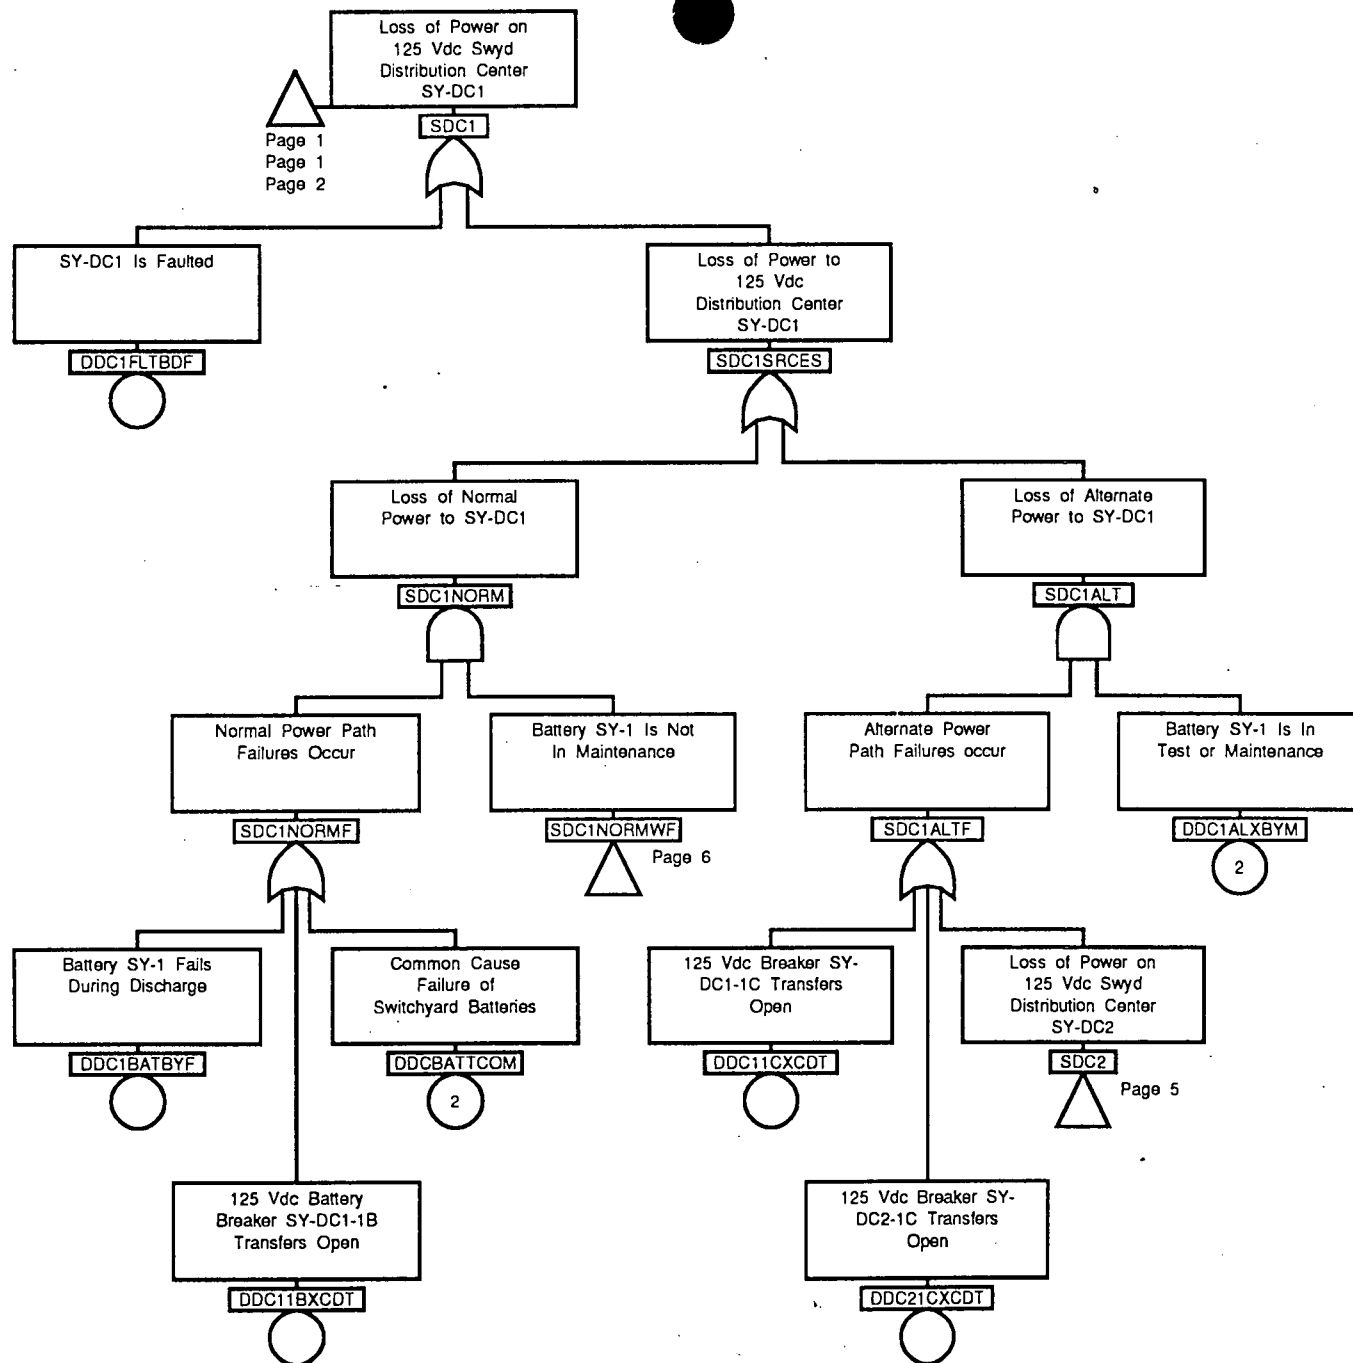 Loss of Power on
125 Vdc Swyd
Distribution Center
SY-DC1
SDC1
Page 1
Page 1
Page 2
SY-DC1 Is Faulted
DDC1FLTBDF
Loss of Power to
125 Vdc
Distribution Center
SY-DC1
SDC1SRCES
Loss of Normal
Power to SY-DC1
SDC1NORM
Loss of Alternate
Power to SY-DC1
SDC1ALT
Normal Power Path
Failures Occur
SDC1NORMF
Battery SY-1 Is Not
In Maintenance
SDC1NORMWF
Page 6
Alternate Power
Path Failures occur
SDC1ALTF
Battery SY-1 Is In
Test or Maintenance
DDC1ALXBYM
2
Battery SY-1 Fails
During Discharge
DDC1BATBYF
Common Cause
Failure of
Switchyard Batteries
DDCBATTCOM
2
125 Vdc Breaker SY-
DC1-1C Transfers
Open
DDC11CXCDT
Loss of Power on
125 Vdc Swyd
Distribution Center
SY-DC2
SDC2
Page 5
125 Vdc Battery
Breaker SY-DC1-1B
Transfers Open
DDC11BXCDT
125 Vdc Breaker SY-
DC2-1C Transfers
Open
DDC21CXCDT